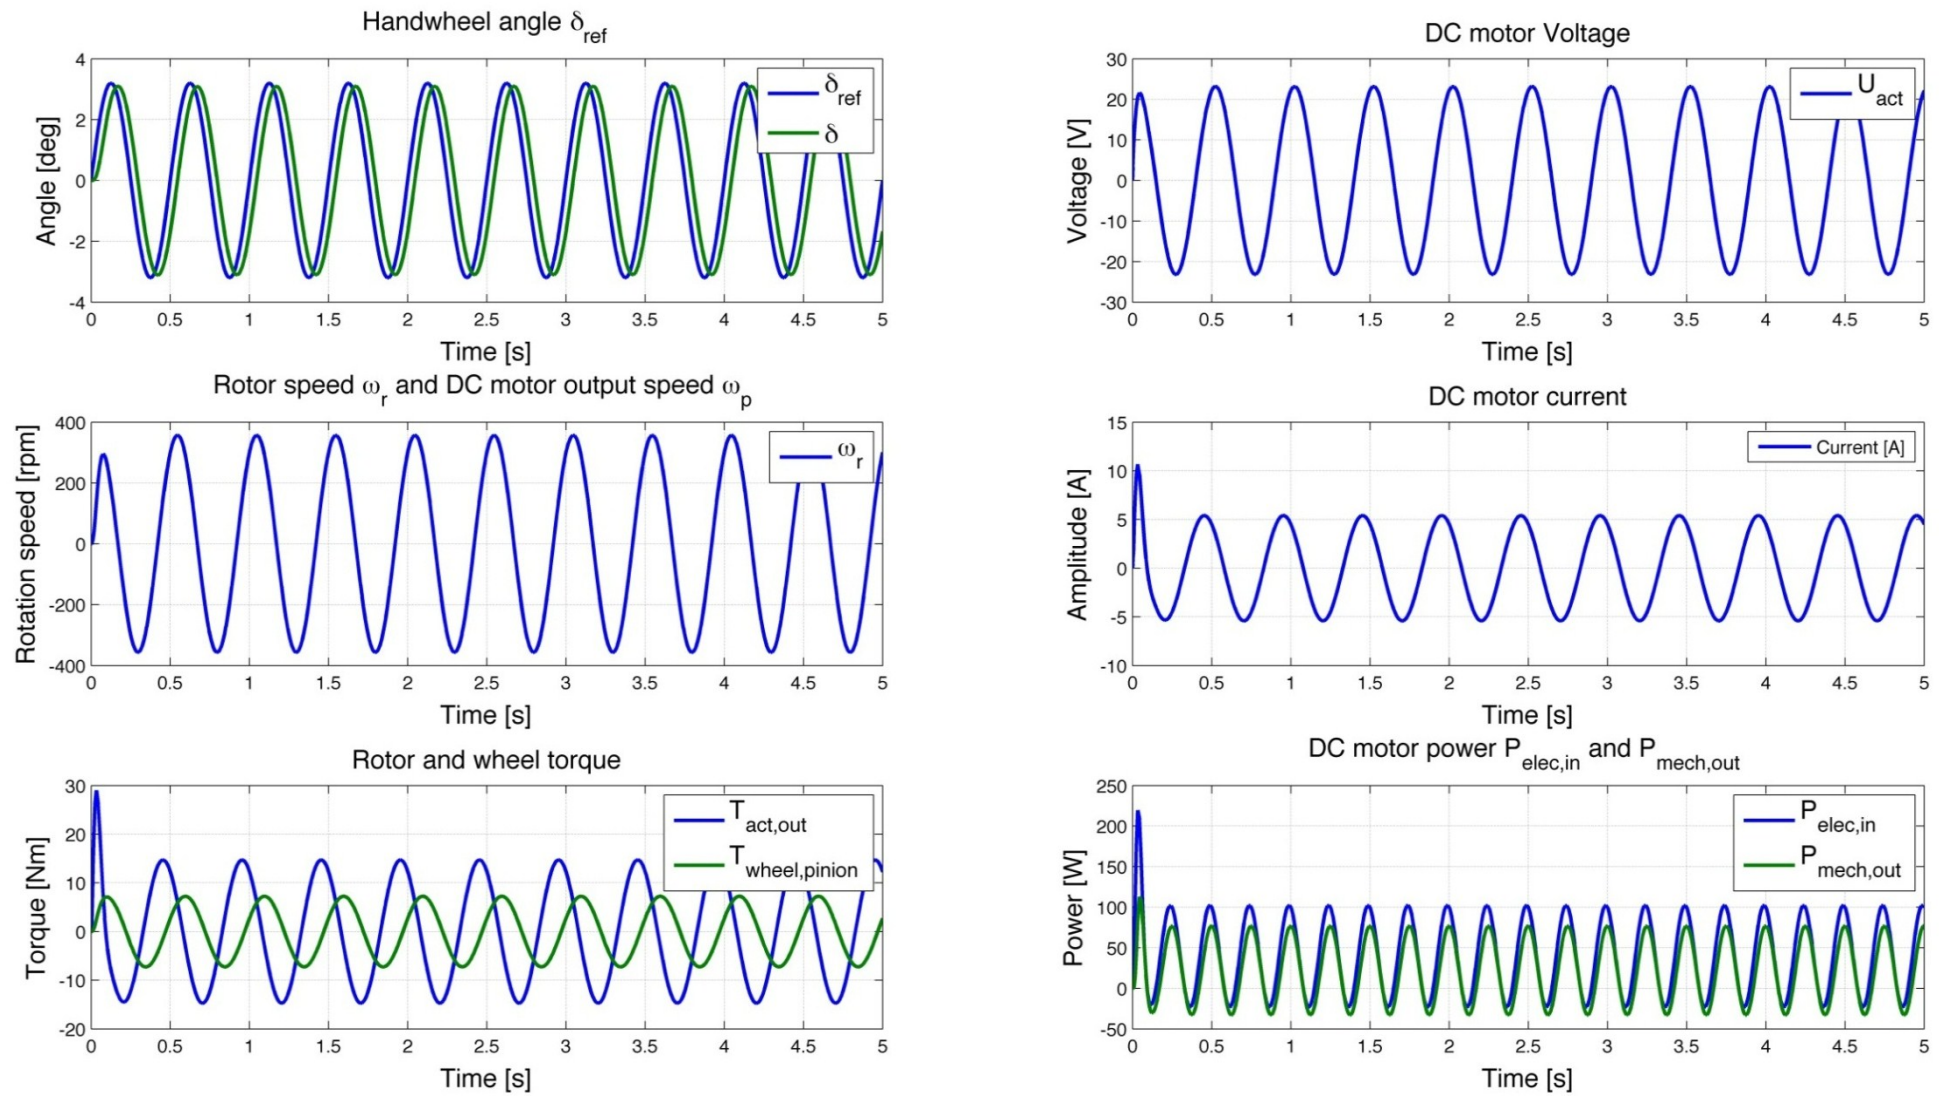 Handwheel angle δref
4
2
0
-2
-4
Angle [deg]
δref
δ
0 0.5 1 1.5 2 2.5 3 3.5 4 4.5 5
Time [s]
DC motor Voltage
30
20
10
0
-10
-20
-30
Voltage [V]
Uact
0 0.5 1 1.5 2 2.5 3 3.5 4 4.5 5
Time [s]
Rotor speed ωr and DC motor output speed ωp
400
200
0
-200
-400
Rotation speed [rpm]
ωr
0 0.5 1 1.5 2 2.5 3 3.5 4 4.5 5
Time [s]
DC motor current
15
10
5
0
-5
-10
Amplitude [A]
Current [A]
0 0.5 1 1.5 2 2.5 3 3.5 4 4.5 5
Time [s]
Rotor and wheel torque
30
20
10
0
-10
-20
Torque [Nm]
Tact,out
Twheel,pinion
0 0.5 1 1.5 2 2.5 3 3.5 4 4.5 5
Time [s]
DC motor power Pelec,in and Pmech,out
250
200
150
100
50
0
-50
Power [W]
Pelec,in
Pmech,out
0 0.5 1 1.5 2 2.5 3 3.5 4 4.5 5
Time [s]